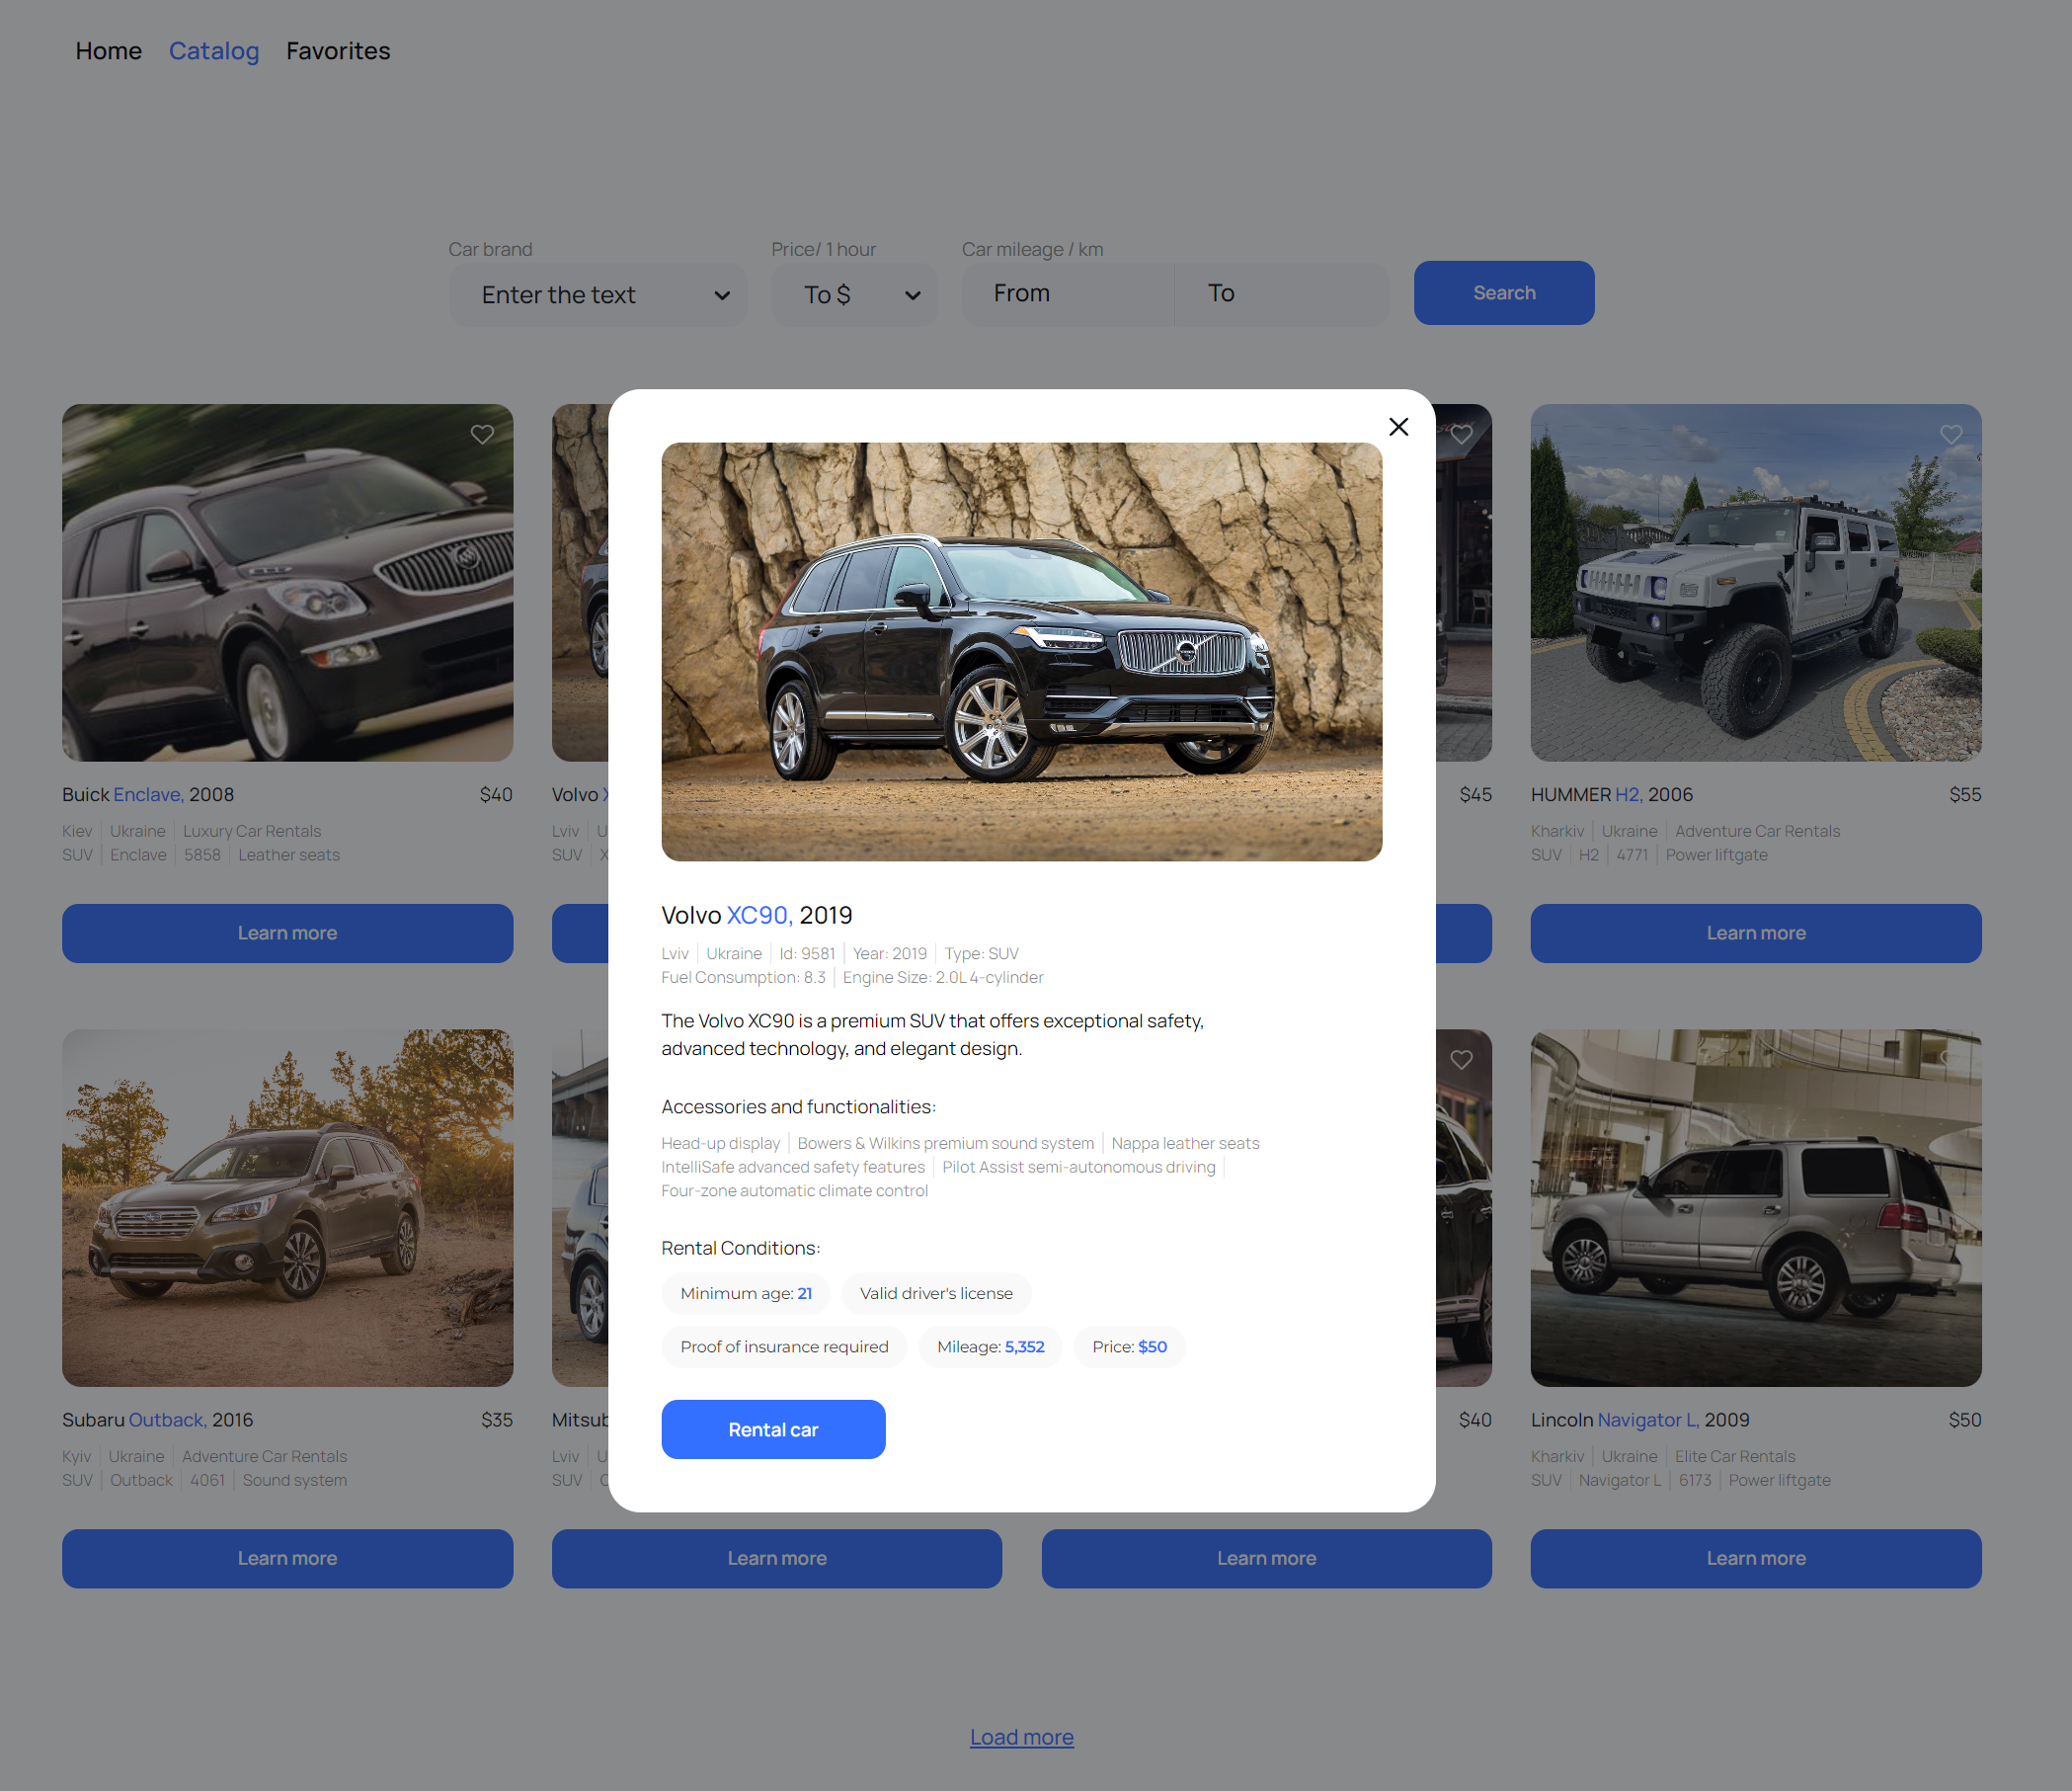 Home Catalog Favorites
Car brand Price/ 1 hour Car mileage / km
Enter the text To $ From To Search
Buick Enclave, 2008 $40
Kiev Ukraine Luxury Car Rentals
SUV Enclave 5858 Leather seats
Learn more
Volvo
Lviv
SUV
$45
HUMMER H2, 2006 $55
Kharkiv Ukraine Adventure Car Rentals
SUV H2 4771 Power liftgate
Learn more
Volvo XC90, 2019
Lviv Ukraine Id: 9581 Year: 2019 Type: SUV
Fuel Consumption: 8.3 Engine Size: 2.0L 4-cylinder
The Volvo XC90 is a premium SUV that offers exceptional safety,
advanced technology, and elegant design.
Accessories and functionalities:
Head-up display Bowers & Wilkins premium sound system Nappa leather seats
IntelliSafe advanced safety features Pilot Assist semi-autonomous driving
Four-zone automatic climate control
Rental Conditions:
Minimum age: 21 Valid driver's license
Proof of insurance required Mileage: 5,352 Price: $50
Rental car
Subaru Outback, 2016 $35
Kyiv Ukraine Adventure Car Rentals
SUV Outback 4061 Sound system
Learn more
Mitsub
Lviv
SUV
Learn more
$40
Learn more
Lincoln Navigator L, 2009 $50
Kharkiv Ukraine Elite Car Rentals
SUV Navigator L 6173 Power liftgate
Learn more
Load more